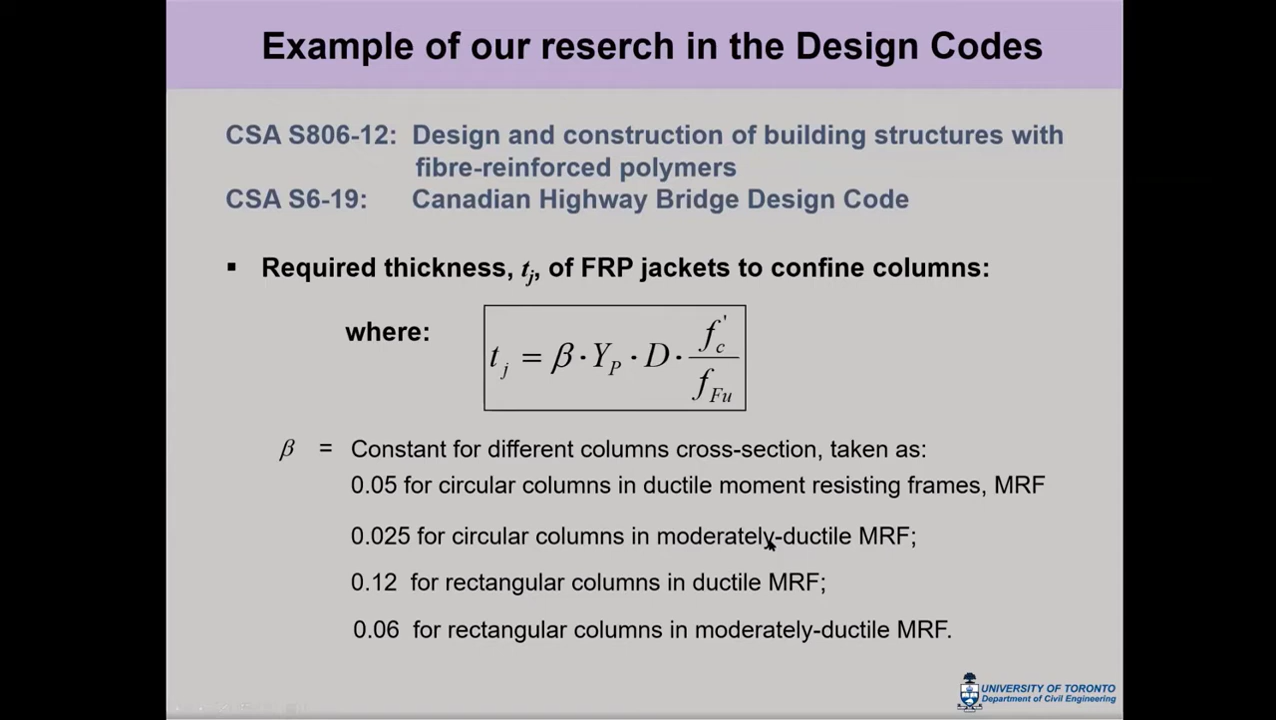 Example of our reserch in the Design Codes
CSA S806-12: Design and construction of building structures with
fibre-reinforced polymers
CSA S6-19: Canadian Highway Bridge Design Code
▪ Required thickness, tj, of FRP jackets to confine columns:
where:
tj = β · YP · D · f'c / fFu
β = Constant for different columns cross-section, taken as:
0.05 for circular columns in ductile moment resisting frames, MRF
0.025 for circular columns in moderately-ductile MRF;
0.12 for rectangular columns in ductile MRF;
0.06 for rectangular columns in moderately-ductile MRF.
UNIVERSITY OF TORONTO
Department of Civil Engineering